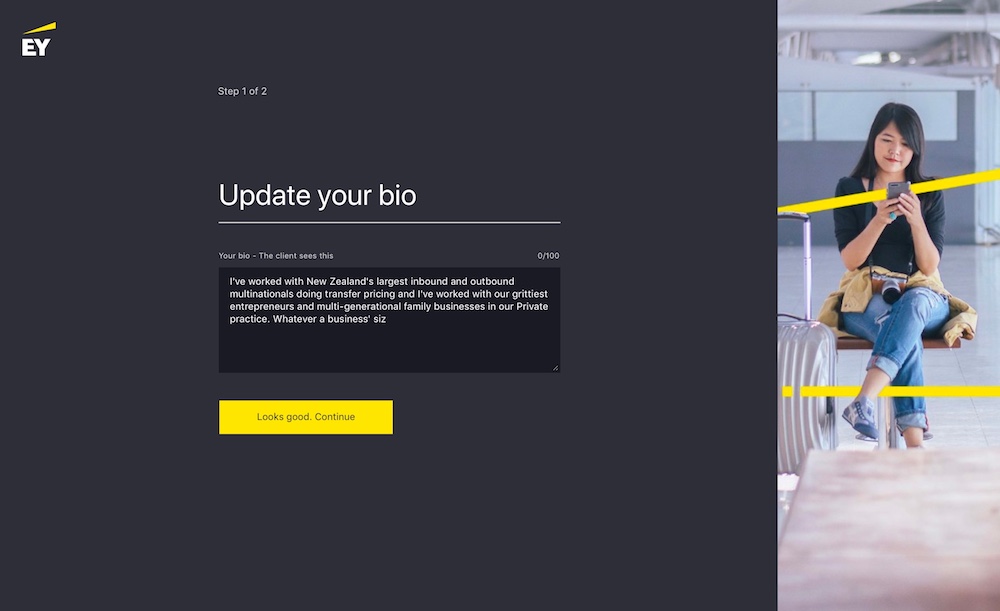 EY
Step 1 of 2
Update your bio
Your bio - The client sees this 0/100
I've worked with New Zealand's largest inbound and outbound
multinationals doing transfer pricing and I've worked with our grittiest
entrepreneurs and multi-generational family businesses in our Private
practice. Whatever a business' siz
Looks good. Continue